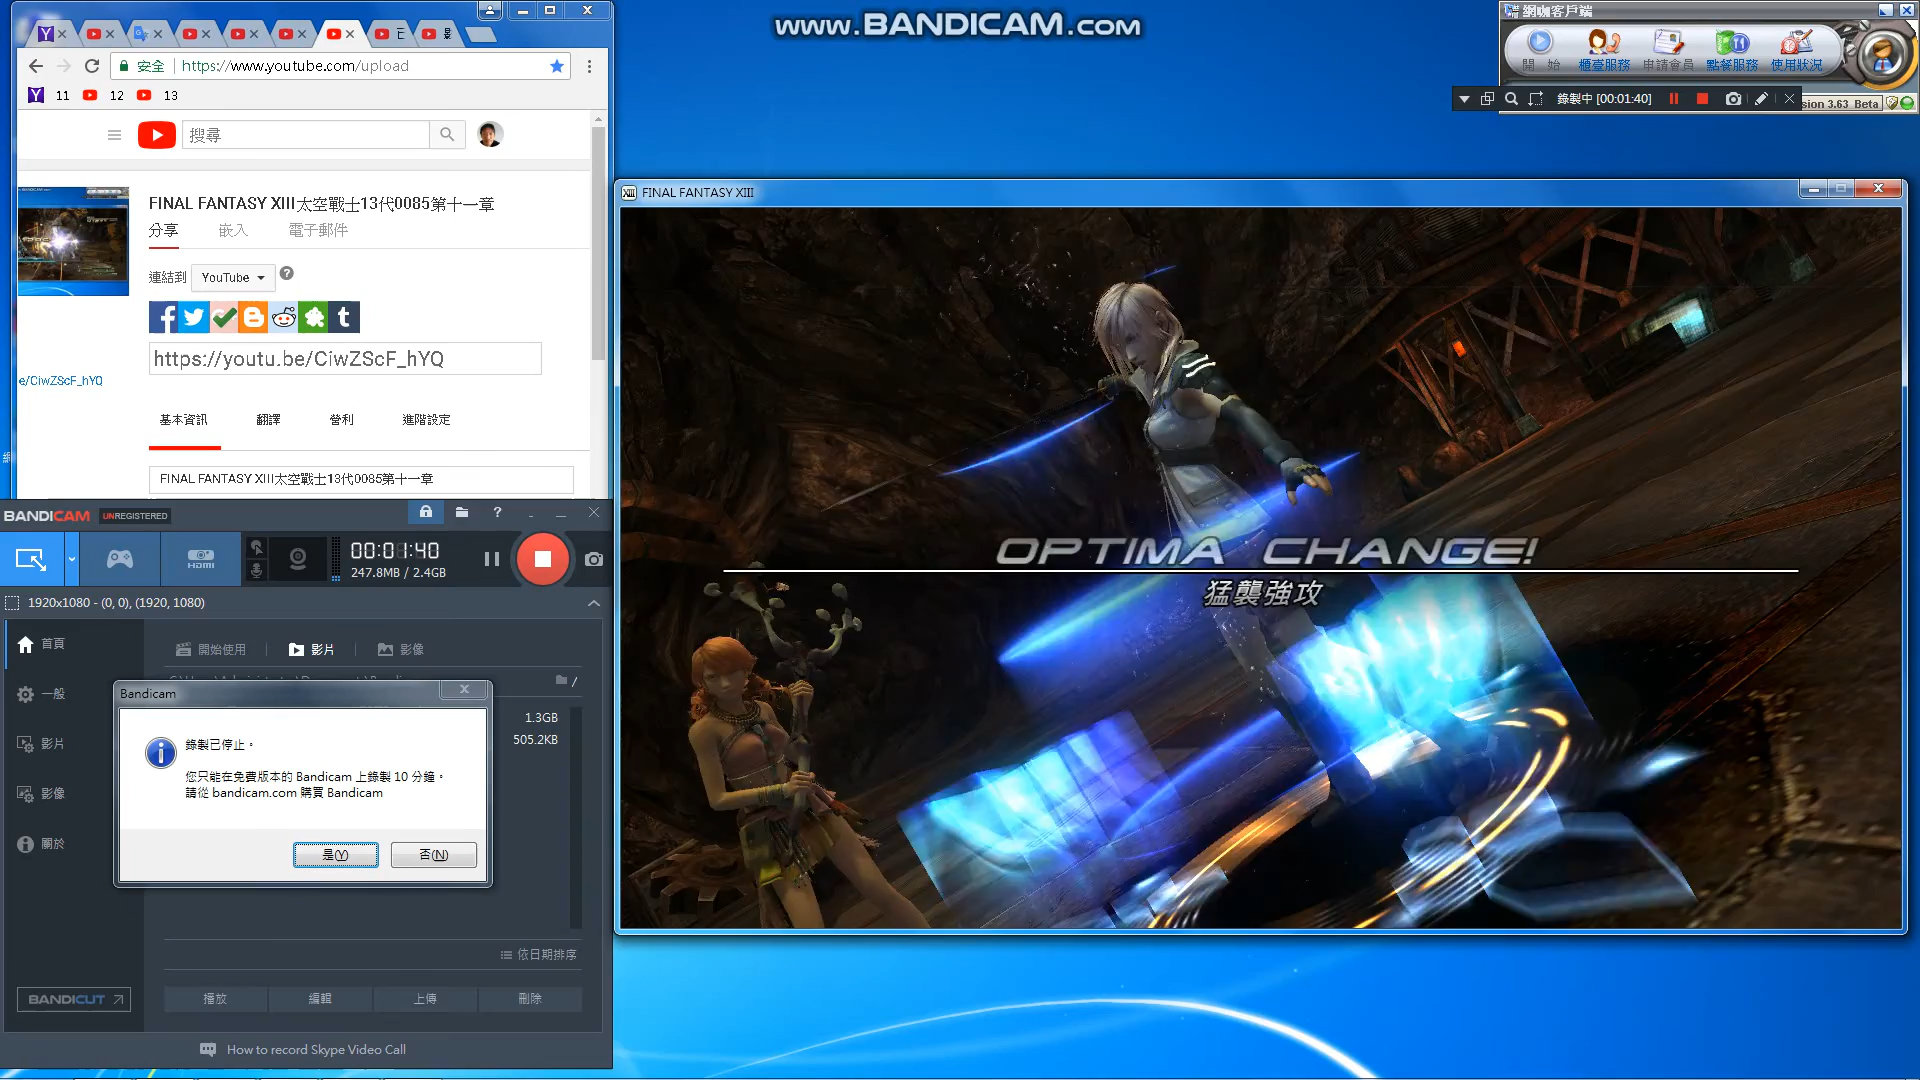 www.BANDICAM.com
安全 https://www.youtube.com/upload
11 12 13
搜尋
FINAL FANTASY XIII太空戰士13代0085第十一章
分享 嵌入 電子郵件
連結到 YouTube
https://youtu.be/CiwZScF_hYQ
e/CiwZScF_hYQ
基本資訊 翻譯 營利 進階設定
FINAL FANTASY XIII太空戰士13代0085第十一章
BANDICAM UNREGISTERED
HDMI
00:01:40
247.8MB / 2.4GB
1920x1080 - (0, 0), (1920, 1080)
首頁
一般
影片
影像
關於
開始使用 影片 影像
1.3GB
505.2KB
Bandicam
錄製已停止。
您只能在免費版本的 Bandicam 上錄製 10 分鐘。
請從 bandicam.com 購買 Bandicam
是(Y) 否(N)
依日期排序
BANDICUT
播放 編輯 上傳 刪除
How to record Skype Video Call
網咖客戶端
開 始 櫃臺服務 申請會員 點餐服務 使用狀況
錄製中 [00:01:40]
sion 3.63 Beta
XIII FINAL FANTASY XIII
OPTIMA CHANGE!
猛襲強攻